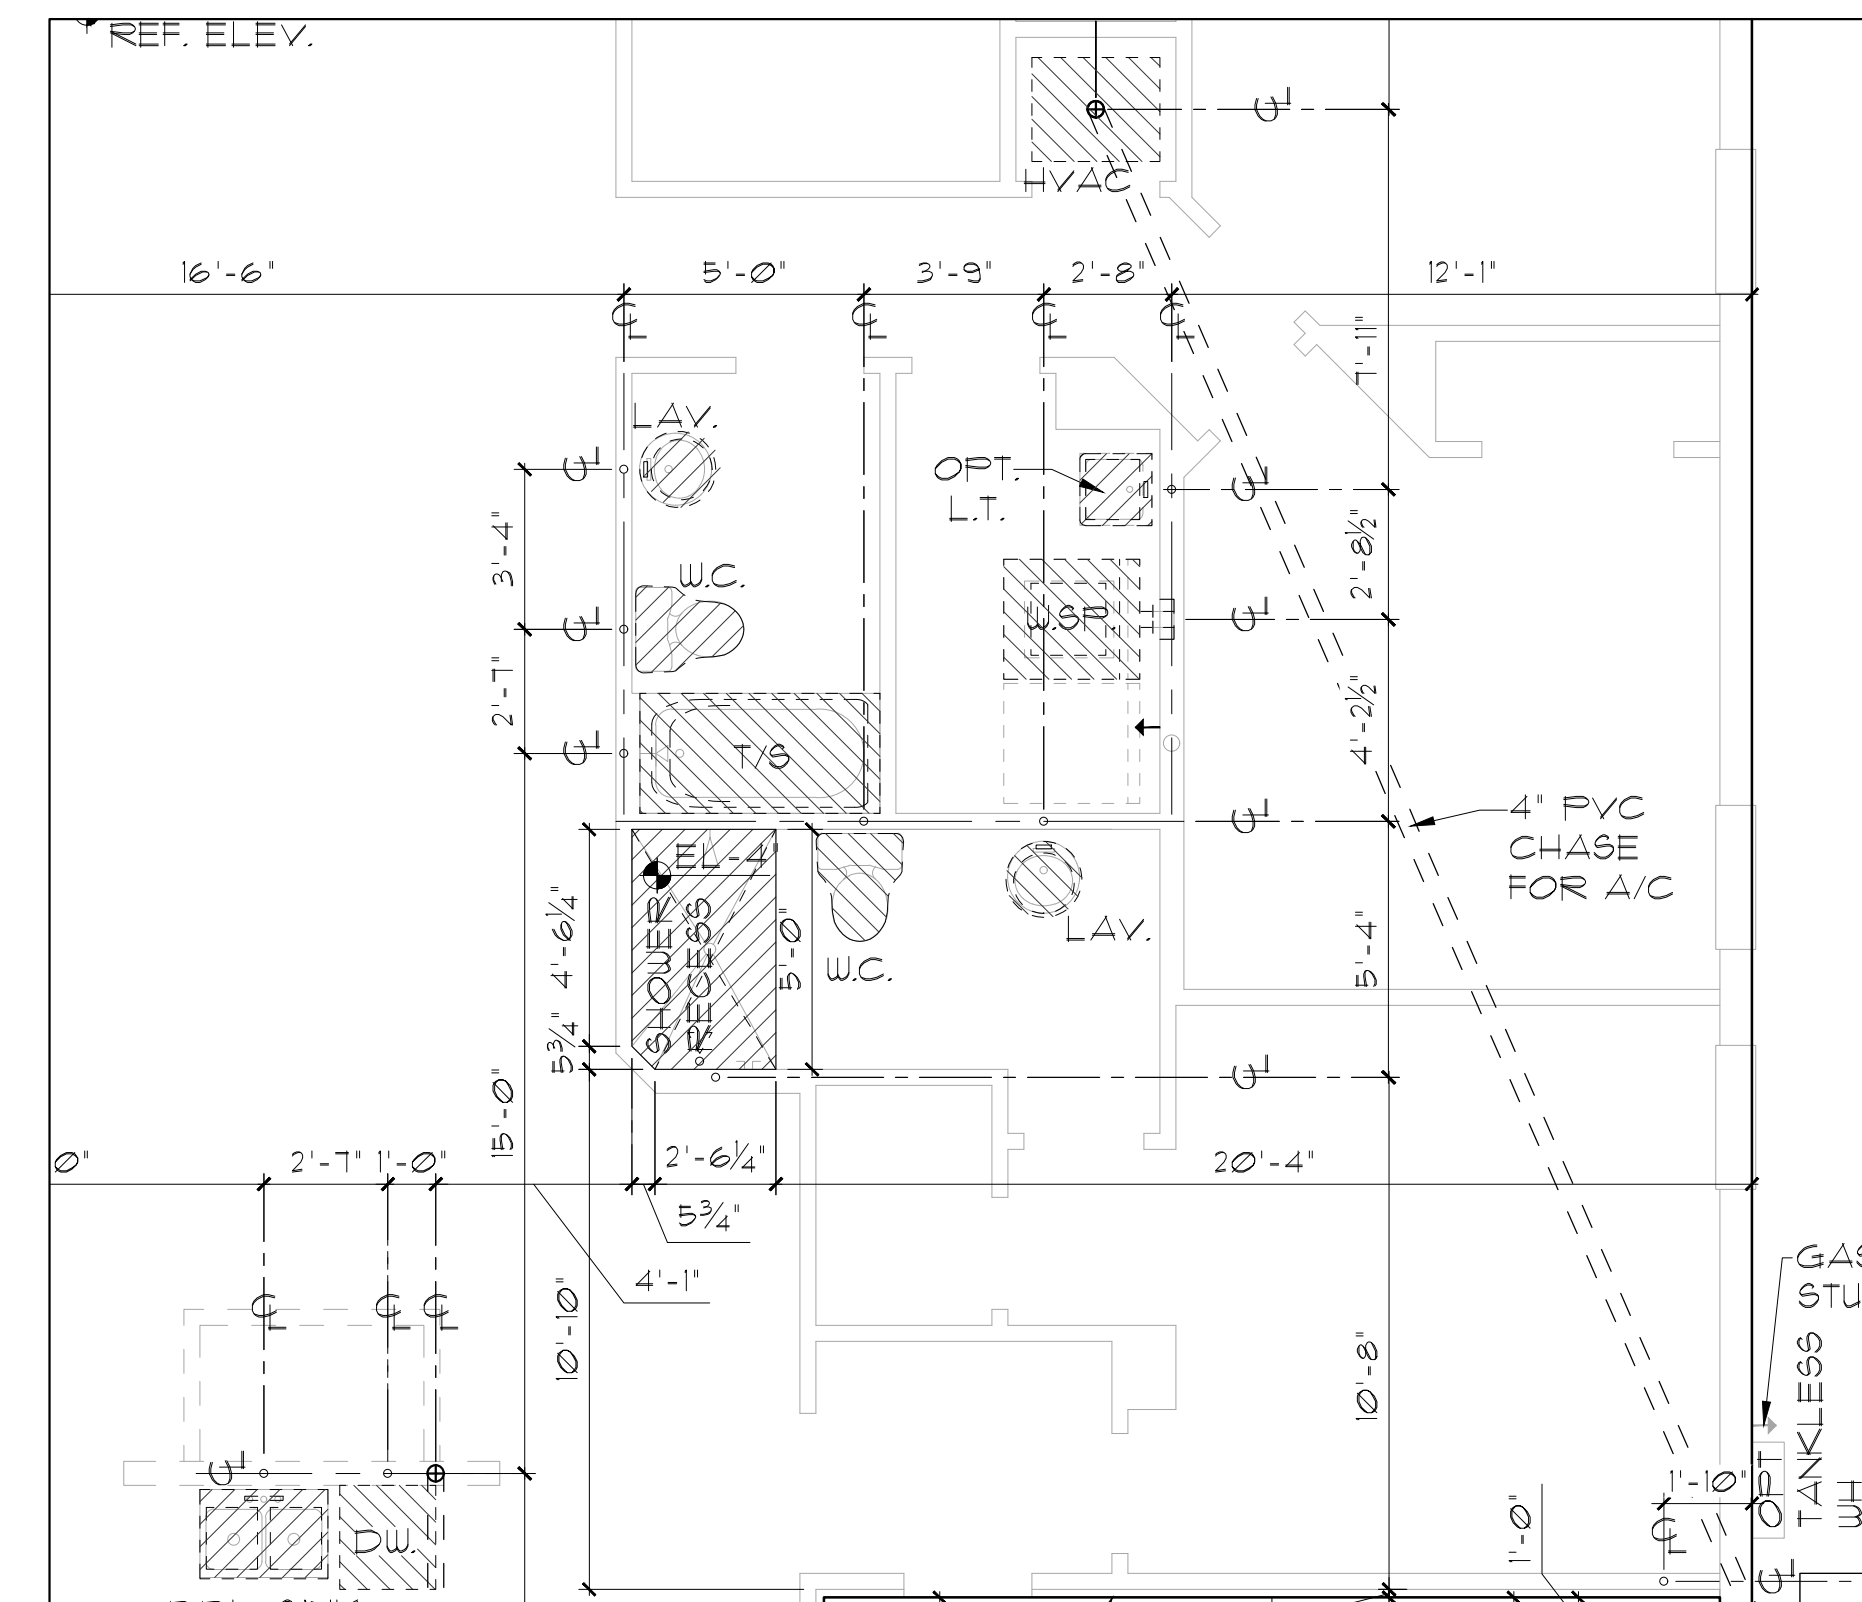 REF. ELEV.
HVAC
16'-6"
5'-0"
3'-9"
2'-8"
12'-1"
7'-11"
LAV.
OPT.
L.T.
3'-4"
W.C.
W.SP.
2'-8½"
2'-7"
T/S
4'-2½"
4" PVC
CHASE
FOR A/C
EL -4"
SHOWER
RECESS
4'-6¼"
5'-0"
W.C.
LAV.
5'-4"
5¾"
15'-0"
0"
2'-7"
1'-0"
2'-6¼"
20'-4"
5¾"
4'-1"
10'-10"
10'-8"
GAS
STU
OPT
TANKLESS
WH
1'-10"
1'-0"
DW.